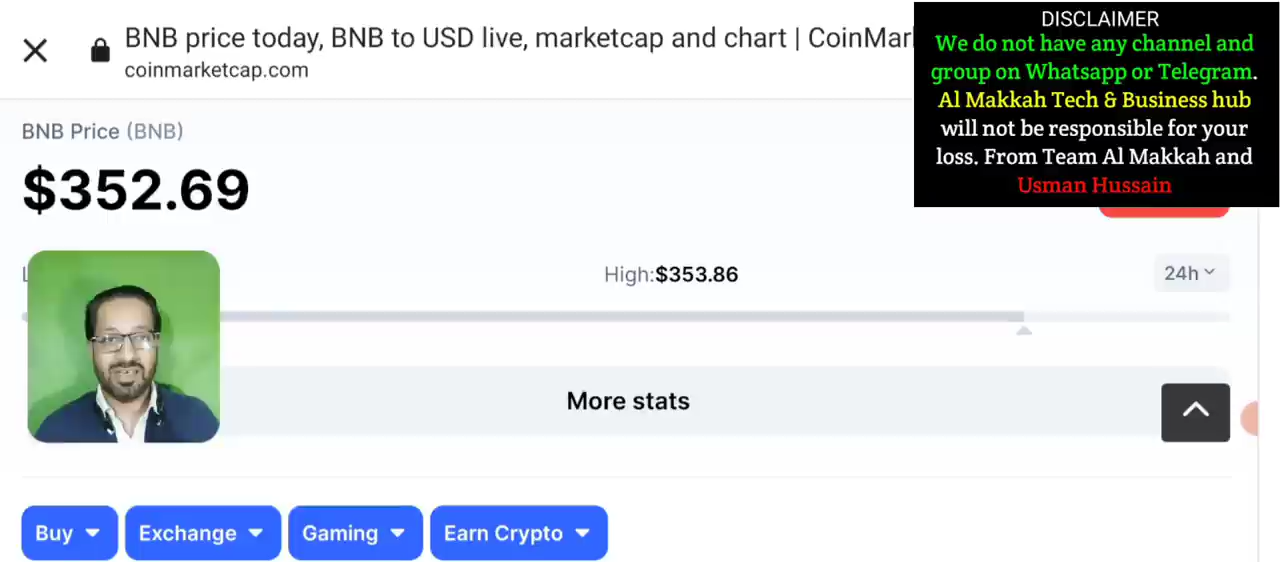 BNB price today, BNB to USD live, marketcap and chart | CoinMar
coinmarketcap.com
DISCLAIMER
We do not have any channel and
group on Whatsapp or Telegram.
Al Makkah Tech & Business hub
will not be responsible for your
loss. From Team Al Makkah and
Usman Hussain
BNB Price (BNB)
$352.69
High:$353.86
24h
More stats
Buy
Exchange
Gaming
Earn Crypto